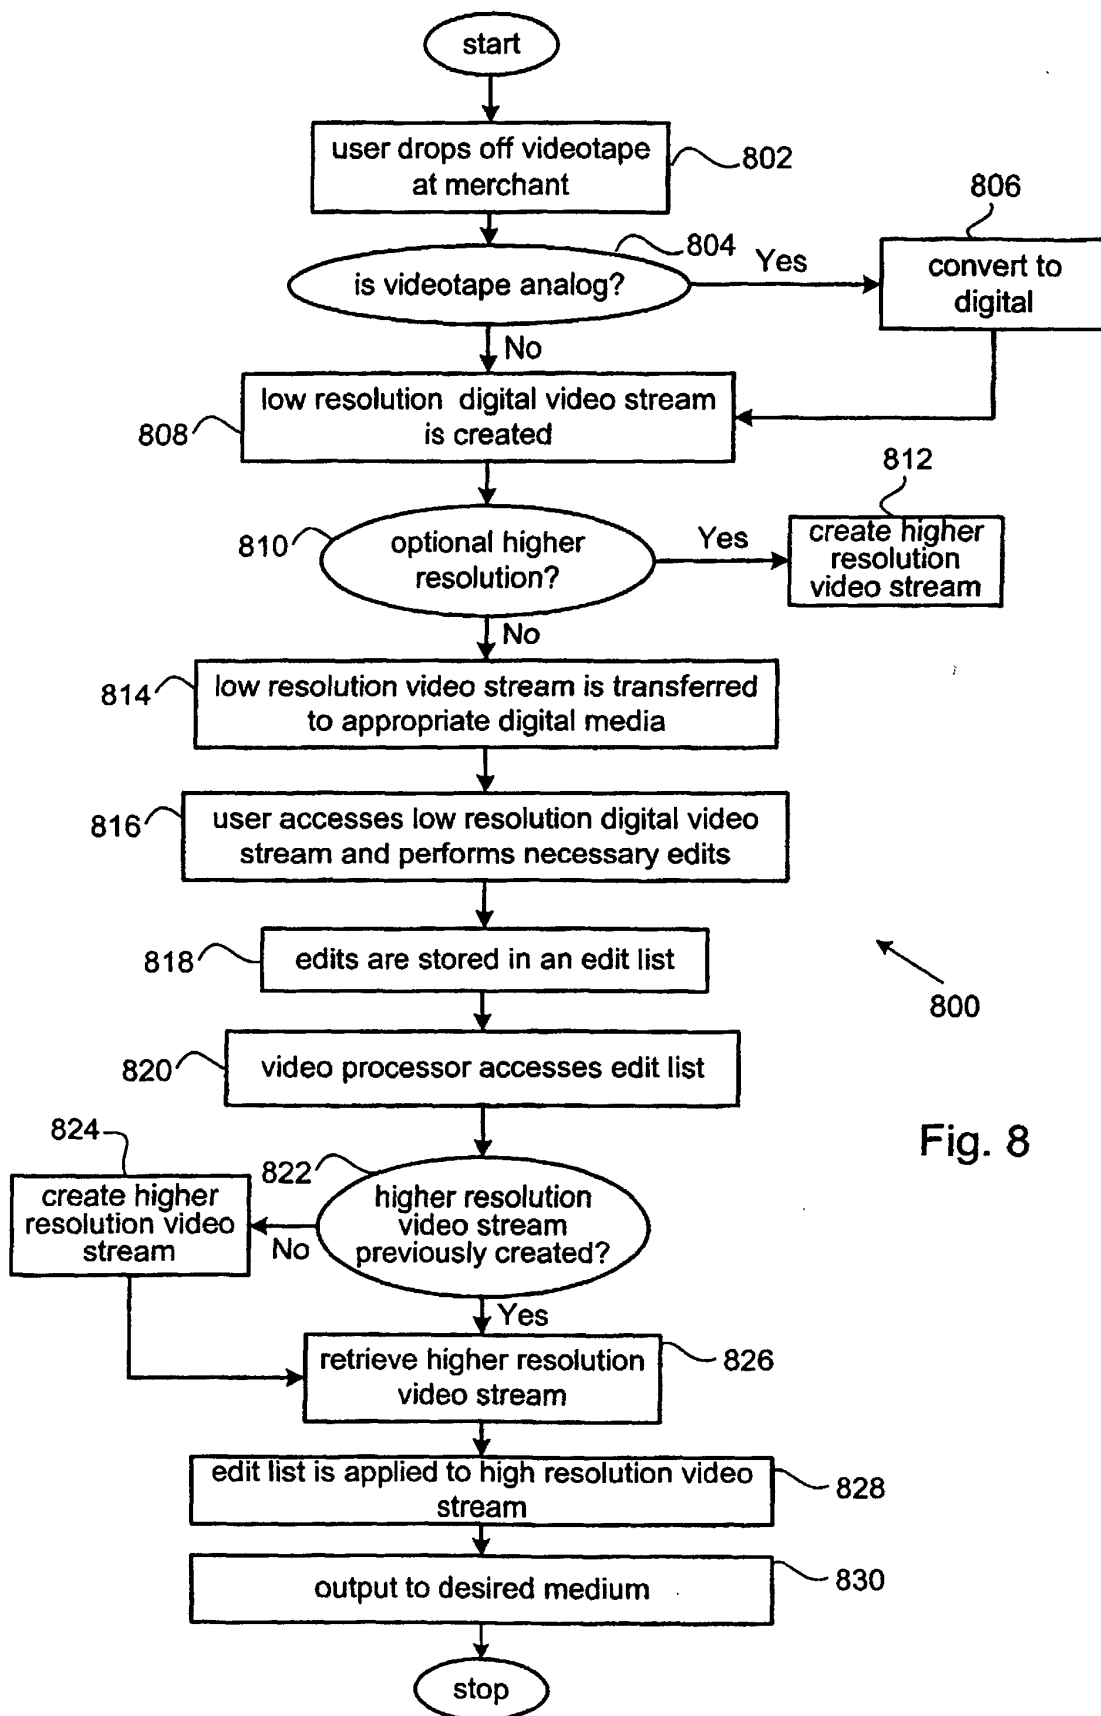 start
user drops off videotape
at merchant
802
806
804
is videotape analog?
Yes
convert to
digital
No
low resolution digital video stream
is created
808
812
810
optional higher
resolution?
Yes
create higher
resolution
video stream
No
814
low resolution video stream is transferred
to appropriate digital media
816
user accesses low resolution digital video
stream and performs necessary edits
818
edits are stored in an edit list
800
820
video processor accesses edit list
Fig. 8
824
822
create higher
resolution video
stream
No
higher resolution
video stream
previously created?
Yes
retrieve higher resolution
video stream
826
edit list is applied to high resolution video
stream
828
output to desired medium
830
stop